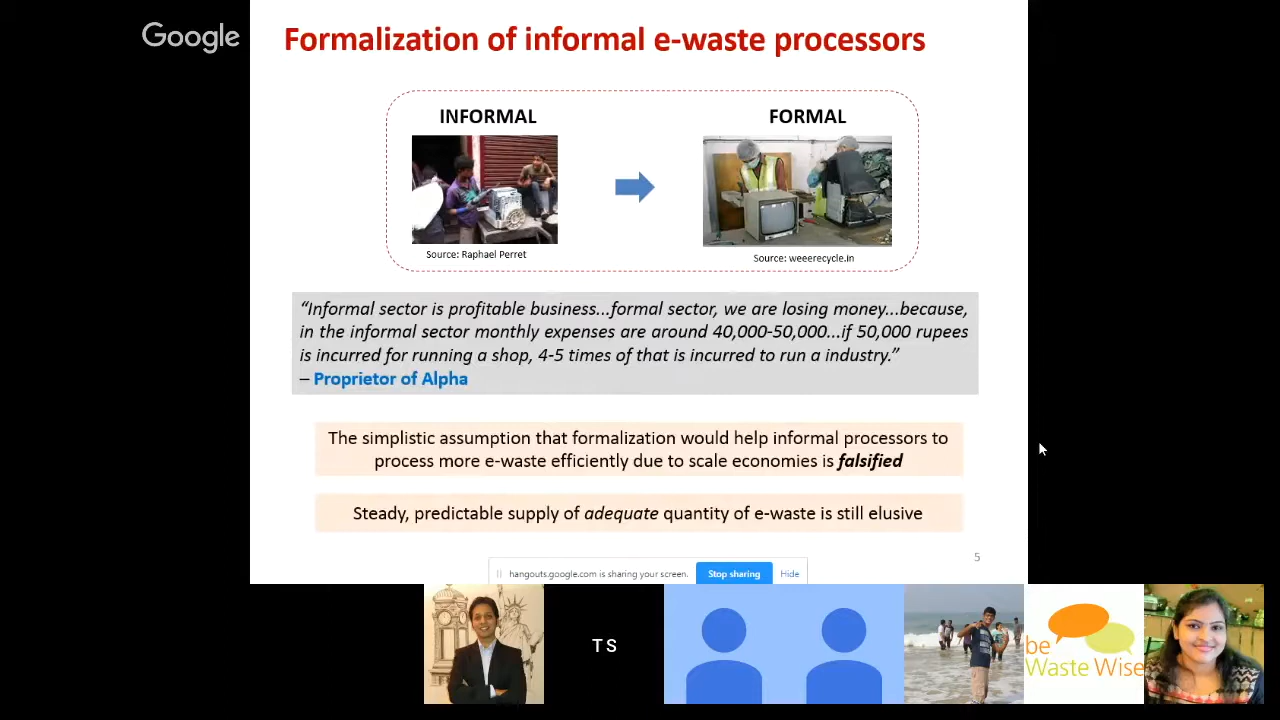 Google
Formalization of informal e-waste processors
INFORMAL
FORMAL
Source: Raphael Perret
Source: weeerecycle.in
“Informal sector is profitable business...formal sector, we are losing money...because,
in the informal sector monthly expenses are around 40,000-50,000...if 50,000 rupees
is incurred for running a shop, 4-5 times of that is incurred to run a industry.”
– Proprietor of Alpha
The simplistic assumption that formalization would help informal processors to
process more e-waste efficiently due to scale economies is falsified
Steady, predictable supply of adequate quantity of e-waste is still elusive
5
hangouts.google.com is sharing your screen.
Stop sharing
Hide
TS
be
Waste Wise